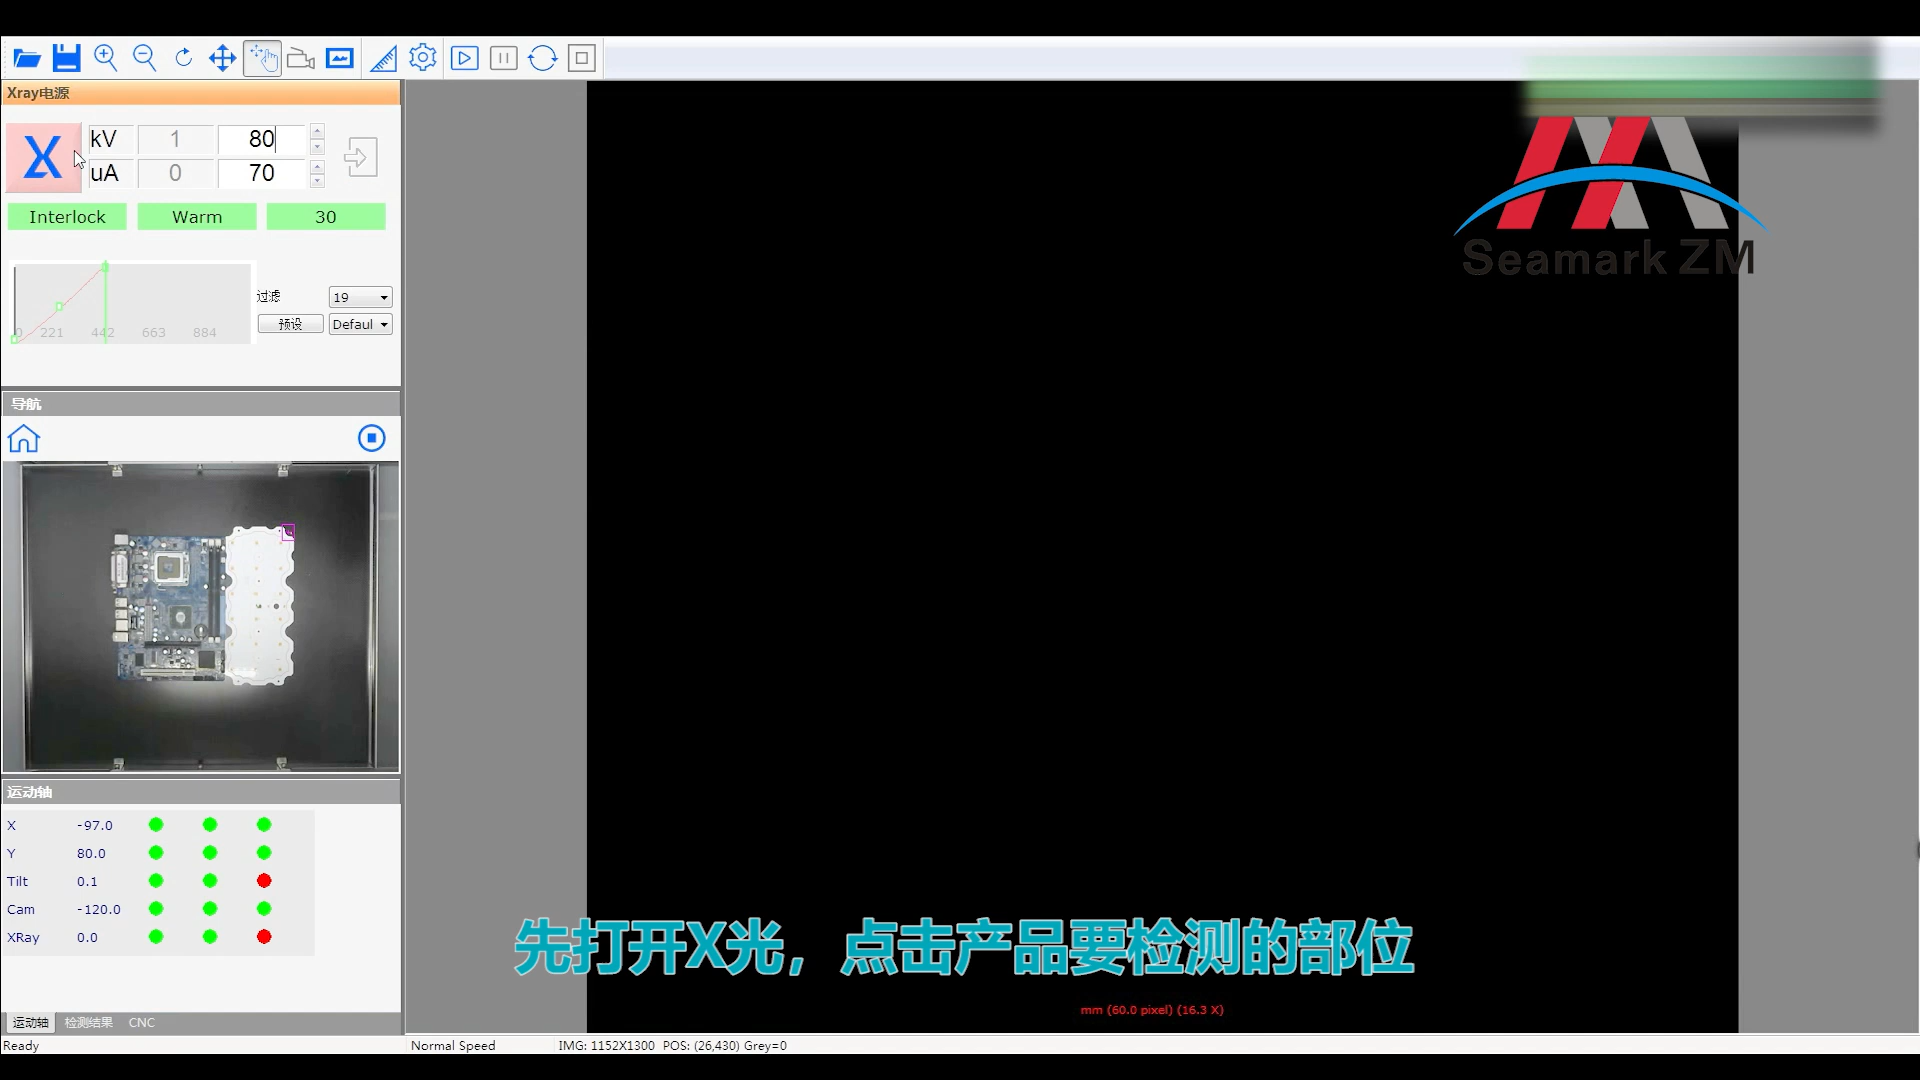 Xray电源
X
kV 1 80
uA 0 70
Interlock Warm 30
0 221 442 663 884
过滤 19
预设 Defaul
导航
运动轴
X -97.0
Y 80.0
Tilt 0.1
Cam -120.0
XRay 0.0
运动轴 检测结果 CNC
Ready Normal Speed IMG: 1152X1300 POS: (26,430) Grey=0
Seamark ZM
先打开X光，点击产品要检测的部位
mm (60.0 pixel) (16.3 X)